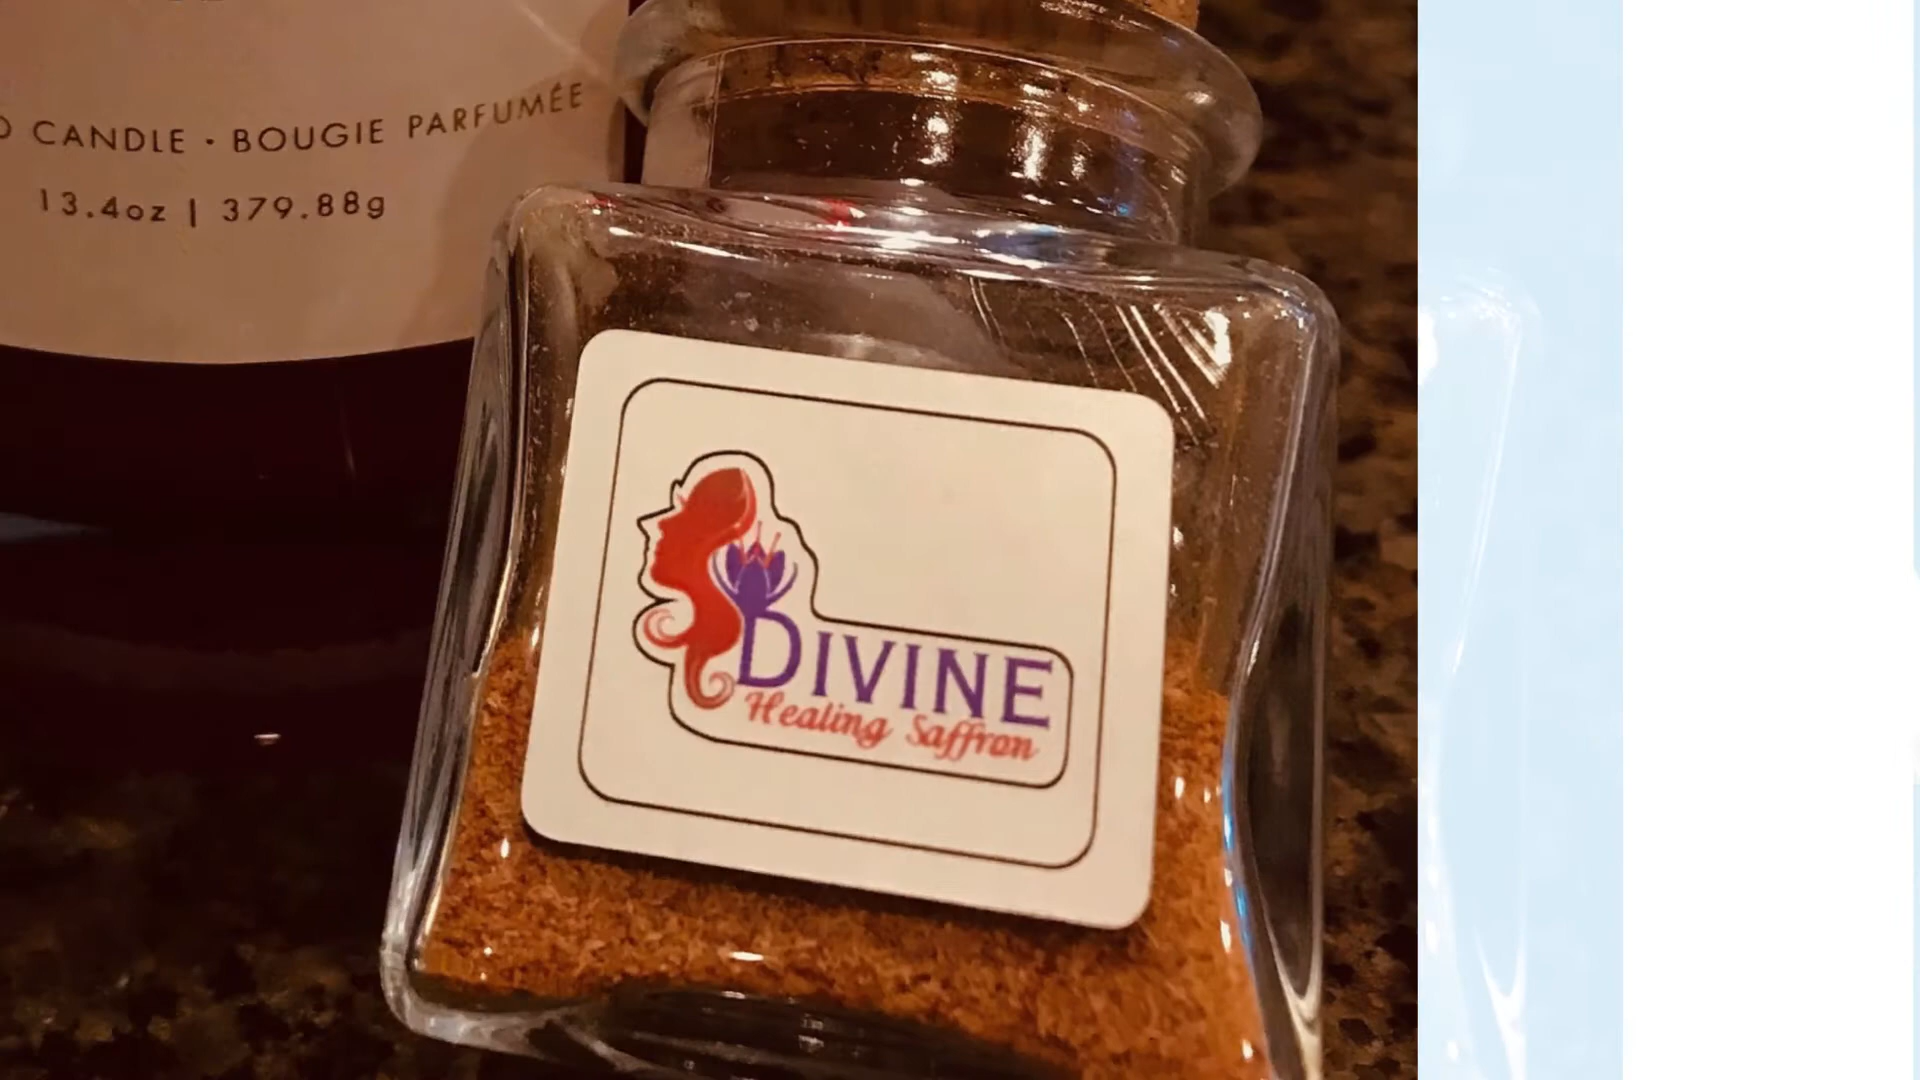 CANDLE • BOUGIE PARFUMÉE
13.4oz | 379.88g
DIVINE
Healing Saffron